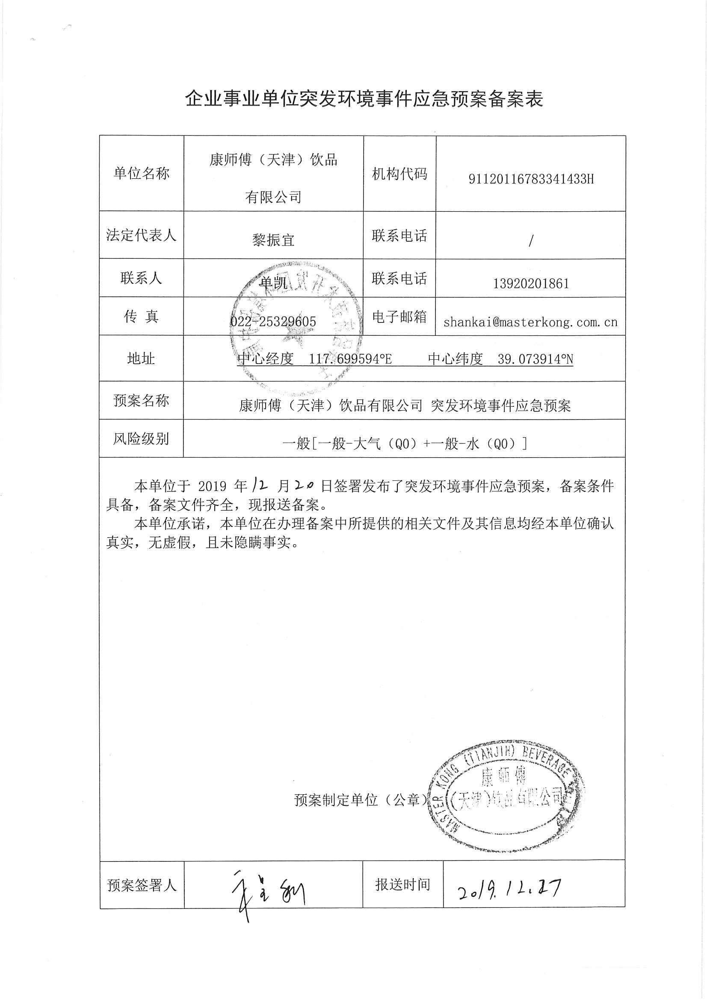 企业事业单位突发环境事件应急预案备案表
单位名称
康师傅（天津）饮品
有限公司
机构代码
91120116783341433H
法定代表人
黎振宜
联系电话
/
联系人
单凯
联系电话
13920201861
传 真
022-25329605
电子邮箱
shankai@masterkong.com.cn
地址
中心经度 117.699594°E 中心纬度 39.073914°N
预案名称
康师傅（天津）饮品有限公司 突发环境事件应急预案
风险级别
一般[一般-大气（Q0）+一般-水（Q0）]
本单位于 2019 年 12 月 20 日签署发布了突发环境事件应急预案，备案条件
具备，备案文件齐全，现报送备案。
本单位承诺，本单位在办理备案中所提供的相关文件及其信息均经本单位确认
真实，无虚假，且未隐瞒事实。
预案制定单位（公章）
MASTER KONG (TIANJIN) BEVERAGE
康师傅
（天津）饮品有限公司
预案签署人
报送时间
2019.12.27